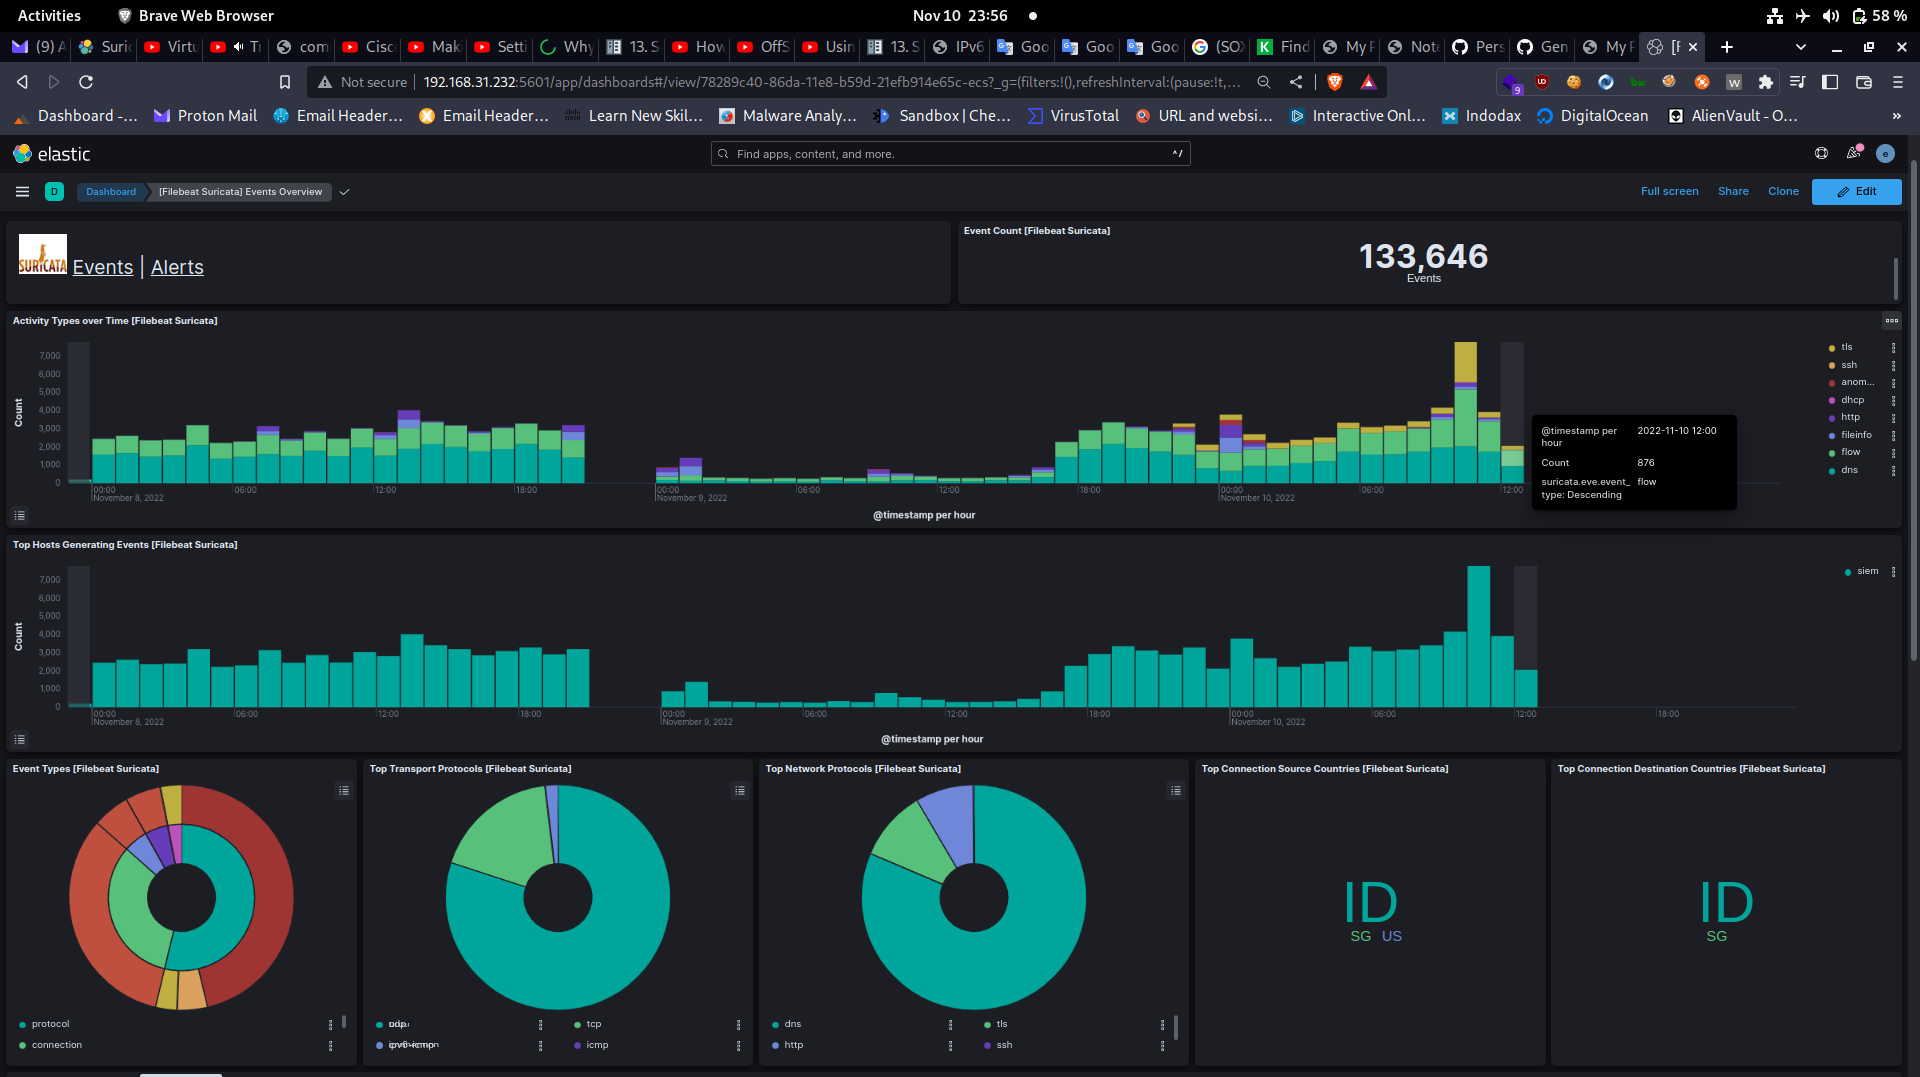 Activities
Brave Web Browser
Nov 10 23:56
58 %
(9) A
Suric
Virtu
Tr
com
Cisc
Mak
Setti
Why
13. S
How
OffS
Usin
13. S
IPv6
Goo
Goo
Goo
(SO
Find
My P
Note
Pers
Gen
My P
[F
Not secure
192.168.31.232:5601/app/dashboards#/view/78289c40-86da-11e8-b59d-21efb914e65c-ecs?_g=(filters:!(),refreshInterval:(pause:!t,...
9
Dashboard -...
Proton Mail
Email Header...
Email Header...
Learn New Skil...
Malware Analy...
Sandbox | Che...
VirusTotal
URL and websi...
Interactive Onl...
Indodax
DigitalOcean
AlienVault - O...
»
elastic
Find apps, content, and more.
^/
e
D
Dashboard
[Filebeat Suricata] Events Overview
Full screen
Share
Clone
Edit
SURICATA
Events | Alerts
Event Count [Filebeat Suricata]
133,646
Events
Activity Types over Time [Filebeat Suricata]
7,000
6,000
5,000
4,000
3,000
2,000
1,000
0
Count
00:00
November 8, 2022
06:00
12:00
18:00
00:00
November 9, 2022
06:00
12:00
18:00
00:00
November 10, 2022
06:00
12:00
@timestamp per hour
tls
ssh
anom...
dhcp
http
fileinfo
flow
dns
@timestamp per hour
2022-11-10 12:00
Count
876
suricata.eve.event_type: Descending
flow
Top Hosts Generating Events [Filebeat Suricata]
7,000
6,000
5,000
4,000
3,000
2,000
1,000
0
Count
00:00
November 8, 2022
06:00
12:00
18:00
00:00
November 9, 2022
06:00
12:00
18:00
00:00
November 10, 2022
06:00
12:00
18:00
@timestamp per hour
siem
Event Types [Filebeat Suricata]
protocol
connection
Top Transport Protocols [Filebeat Suricata]
tcp
icmp
Top Network Protocols [Filebeat Suricata]
dns
tls
http
ssh
Top Connection Source Countries [Filebeat Suricata]
ID
SG US
Top Connection Destination Countries [Filebeat Suricata]
ID
SG